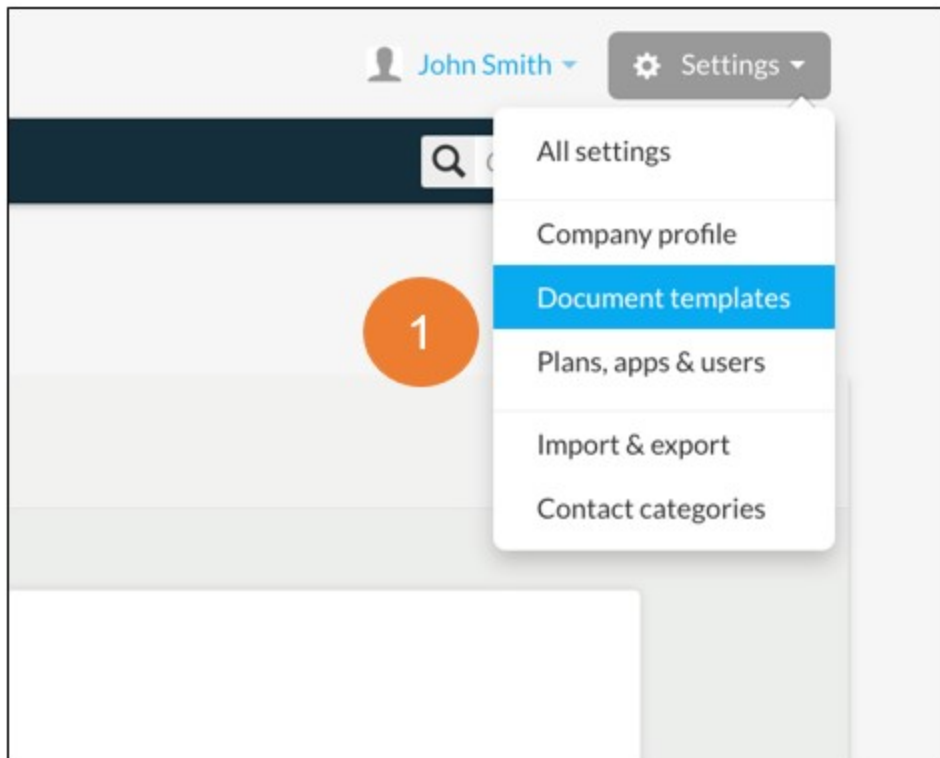 John Smith
Settings
All settings
Company profile
1
Document templates
Plans, apps & users
Import & export
Contact categories